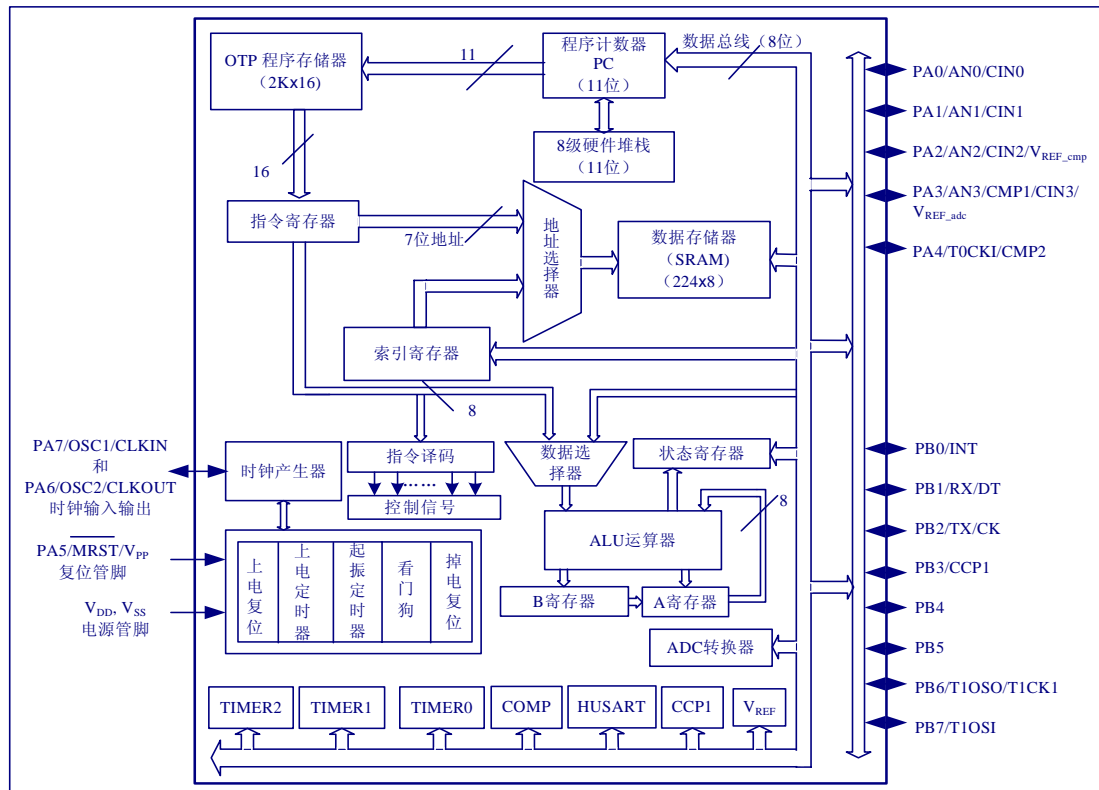 OTP 程序存储器
（2Kx16)
11
程序计数器
PC
（11位）
数据总线（8位）
8级硬件堆栈
（11位）
16
指令寄存器
7位地址
地址选择器
数据存储器
(SRAM)
（224x8）
索引寄存器
8
指令译码
……
控制信号
数据选
择器
状态寄存器
ALU运算器
8
B寄存器
A寄存器
ADC转换器
时钟产生器
上电复位
上电定时器
起振定时器
看门狗
掉电复位
PA7/OSC1/CLKIN
和
PA6/OSC2/CLKOUT
时钟输入输出
PA5/MRST/VPP
复位管脚
VDD, VSS
电源管脚
TIMER2
TIMER1
TIMER0
COMP
HUSART
CCP1
VREF
PA0/AN0/CIN0
PA1/AN1/CIN1
PA2/AN2/CIN2/VREF_cmp
PA3/AN3/CMP1/CIN3/
VREF_adc
PA4/T0CKI/CMP2
PB0/INT
PB1/RX/DT
PB2/TX/CK
PB3/CCP1
PB4
PB5
PB6/T1OSO/T1CK1
PB7/T1OSI